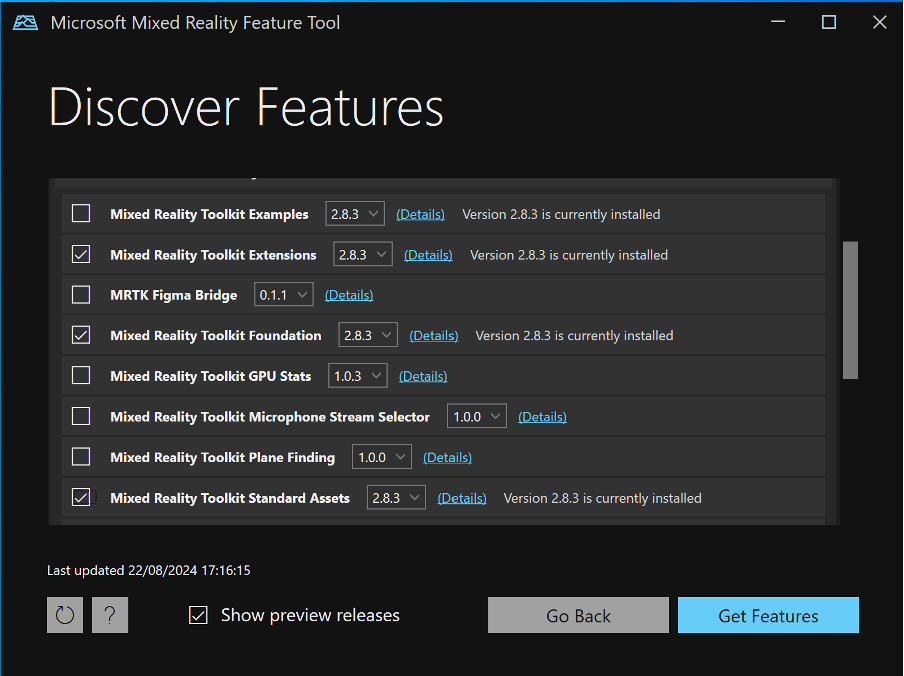 Microsoft Mixed Reality Feature Tool
Discover Features
Mixed Reality Toolkit Examples 2.8.3 (Details) Version 2.8.3 is currently installed
Mixed Reality Toolkit Extensions 2.8.3 (Details) Version 2.8.3 is currently installed
MRTK Figma Bridge 0.1.1 (Details)
Mixed Reality Toolkit Foundation 2.8.3 (Details) Version 2.8.3 is currently installed
Mixed Reality Toolkit GPU Stats 1.0.3 (Details)
Mixed Reality Toolkit Microphone Stream Selector 1.0.0 (Details)
Mixed Reality Toolkit Plane Finding 1.0.0 (Details)
Mixed Reality Toolkit Standard Assets 2.8.3 (Details) Version 2.8.3 is currently installed
Last updated 22/08/2024 17:16:15
? Show preview releases Go Back Get Features